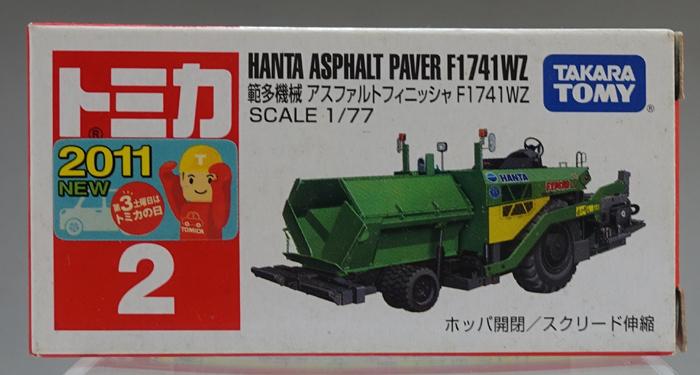 トミカ
®
2011
NEW
第3土曜日は
トミカの日
T
TOMICA
2
HANTA ASPHALT PAVER F1741WZ
範多機械 アスファルトフィニッシャ F1741WZ
SCALE 1/77
TAKARA
TOMY
®
HANTA
ホッパ開閉/スクリード伸縮